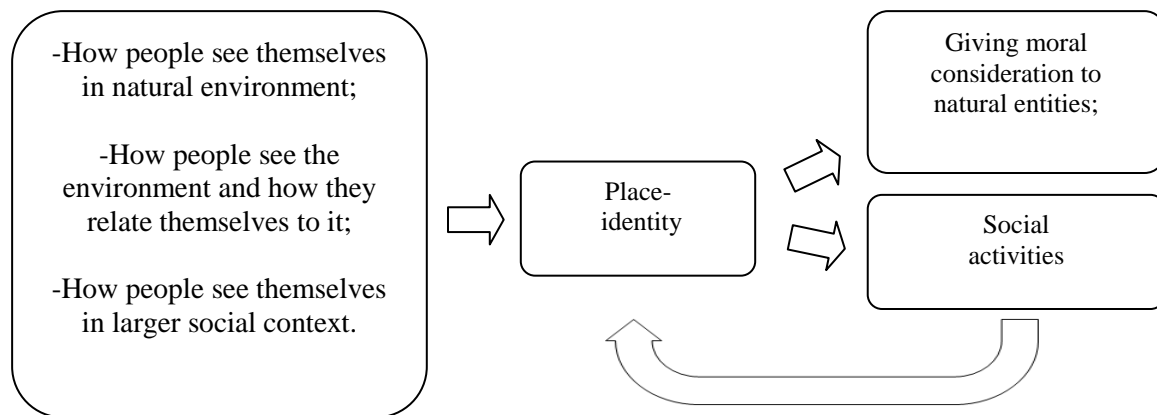 -How people see themselves
in natural environment;
-How people see the
environment and how they
relate themselves to it;
-How people see themselves
in larger social context.
Place-
identity
Giving moral
consideration to
natural entities;
Social
activities